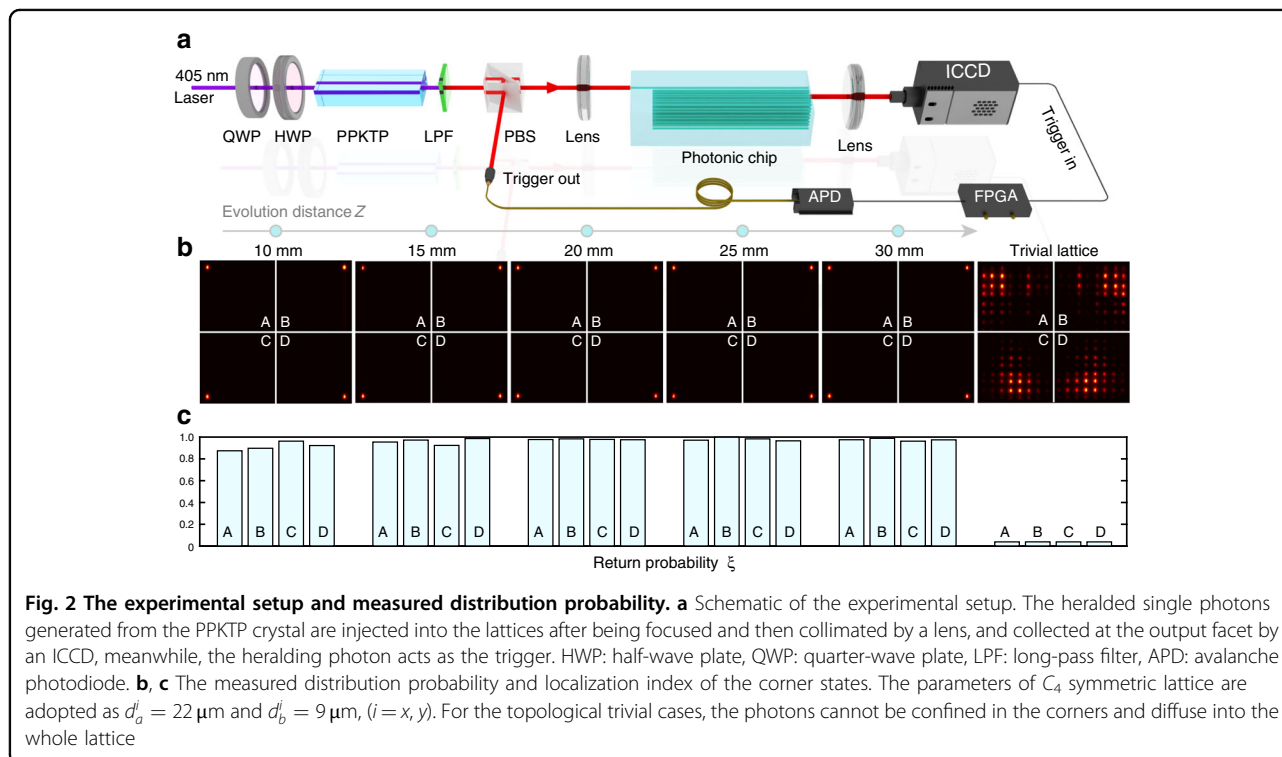 a
405 nm
Laser
QWP
HWP
PPKTP
LPF
PBS
Lens
Photonic chip
Lens
ICCD
Trigger in
Trigger out
APD
FPGA
Evolution distance Z
b
10 mm
15 mm
20 mm
25 mm
30 mm
Trivial lattice
A B A B A B A B A B A B
C D C D C D C D C D C D
c
1.0
0.8
0.6
0.4
0.2
0
A B C D A B C D A B C D A B C D A B C D A B C D
Return probability ξ
Fig. 2 The experimental setup and measured distribution probability. a Schematic of the experimental setup. The heralded single photons
generated from the PPKTP crystal are injected into the lattices after being focused and then collimated by a lens, and collected at the output facet by
an ICCD, meanwhile, the heralding photon acts as the trigger. HWP: half-wave plate, QWP: quarter-wave plate, LPF: long-pass filter, APD: avalanche
photodiode. b, c The measured distribution probability and localization index of the corner states. The parameters of C₄ symmetric lattice are
adopted as dₐⁱ = 22 μm and d_bⁱ = 9 μm, (i = x, y). For the topological trivial cases, the photons cannot be confined in the corners and diffuse into the
whole lattice